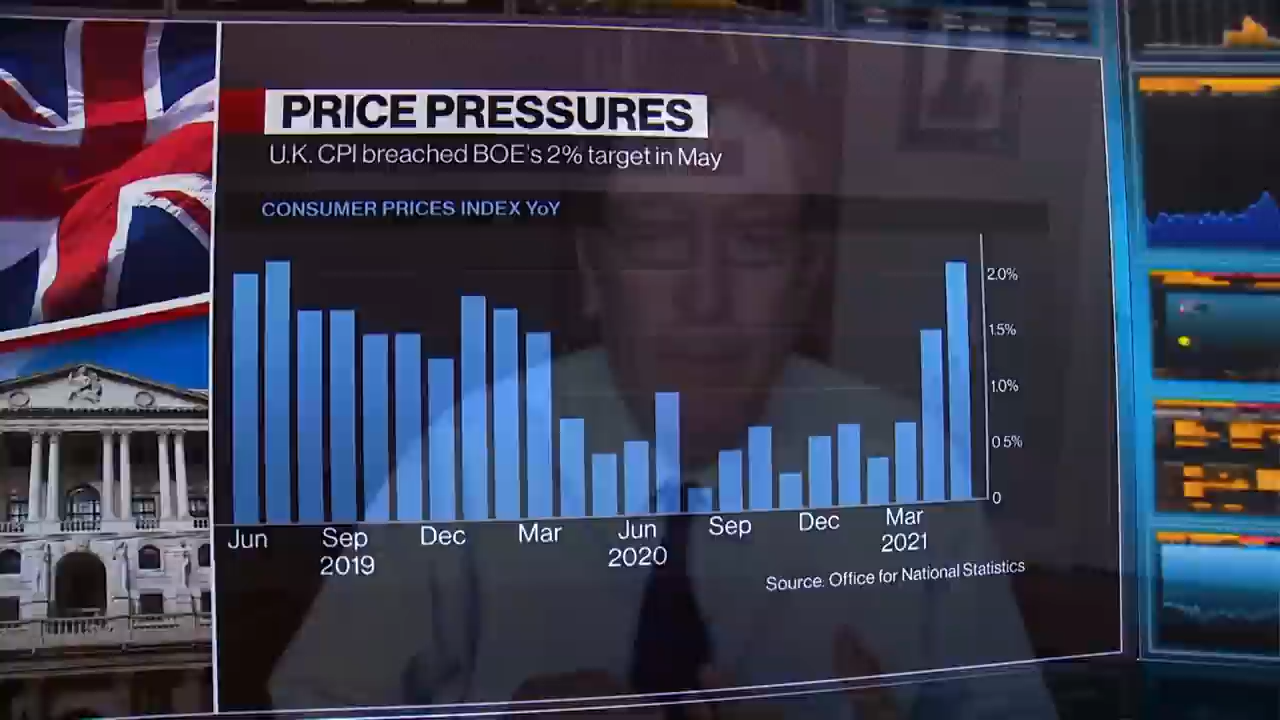 PRICE PRESSURES
U.K. CPI breached BOE's 2% target in May
CONSUMER PRICES INDEX YoY
2.0%
1.5%
1.0%
0.5%
0
Jun Sep Dec Mar Jun Sep Dec Mar
2019 2020 2021
Source: Office for National Statistics